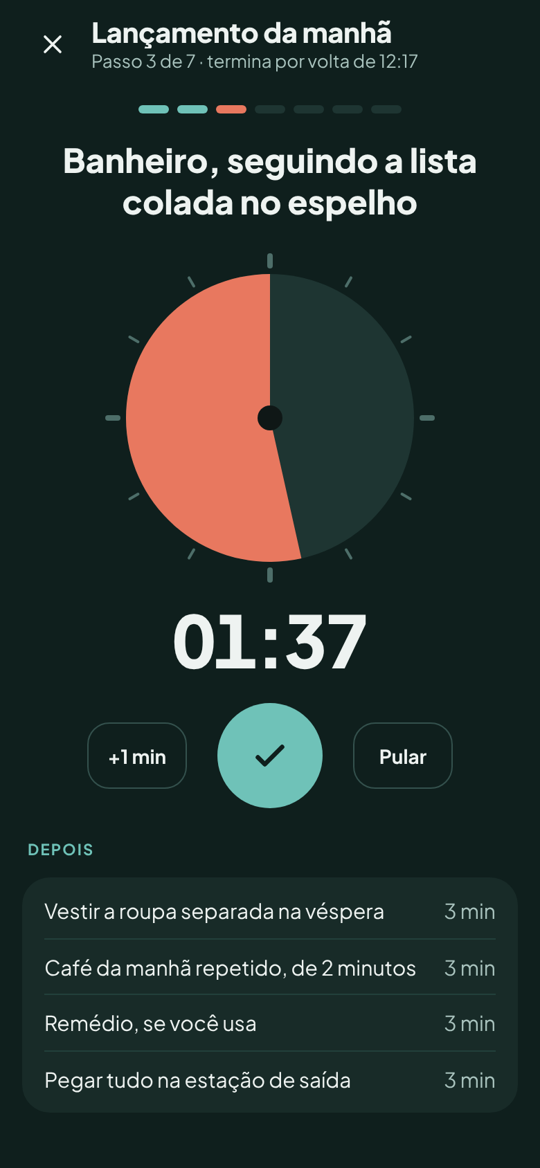 Lançamento da manhã
Passo 3 de 7 · termina por volta de 12:17
Banheiro, seguindo a lista
colada no espelho
01:37
+1 min
Pular
DEPOIS
Vestir a roupa separada na véspera 3 min
Café da manhã repetido, de 2 minutos 3 min
Remédio, se você usa 3 min
Pegar tudo na estação de saída 3 min